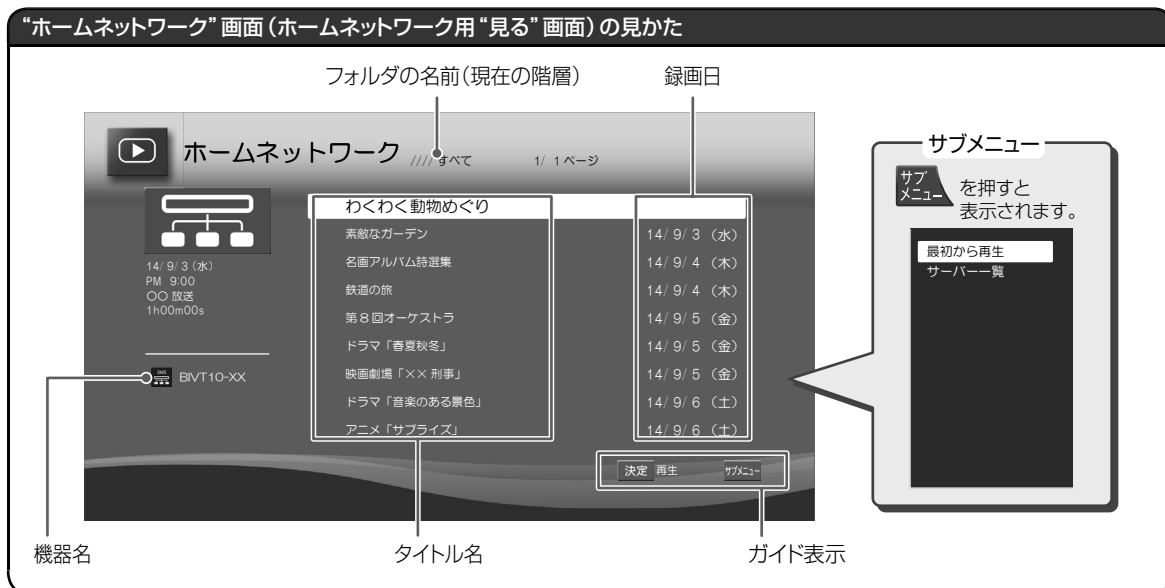 “ホームネットワーク”画面（ホームネットワーク用“見る”画面）の見かた
フォルダの名前（現在の階層）
録画日
ホームネットワーク //// すべて 1/ 1 ページ
わくわく動物めぐり
素敵なガーデン 14/ 9/ 3 （水）
名画アルバム詩選集 14/ 9/ 4 （木）
鉄道の旅 14/ 9/ 4 （木）
第８回オーケストラ 14/ 9/ 5 （金）
ドラマ「春夏秋冬」 14/ 9/ 5 （金）
映画劇場「×× 刑事」 14/ 9/ 5 （金）
ドラマ「音楽のある景色」 14/ 9/ 6 （土）
アニメ「サプライズ」 14/ 9/ 6 （土）
14/ 9/ 3（水）
PM 9:00
〇〇 放送
1h00m00s
DMS
BIVT10-XX
決定 再生 サブメニュー
機器名
タイトル名
ガイド表示
サブメニュー
サブ
メニュー を押すと
表示されます。
最初から再生
サーバー一覧